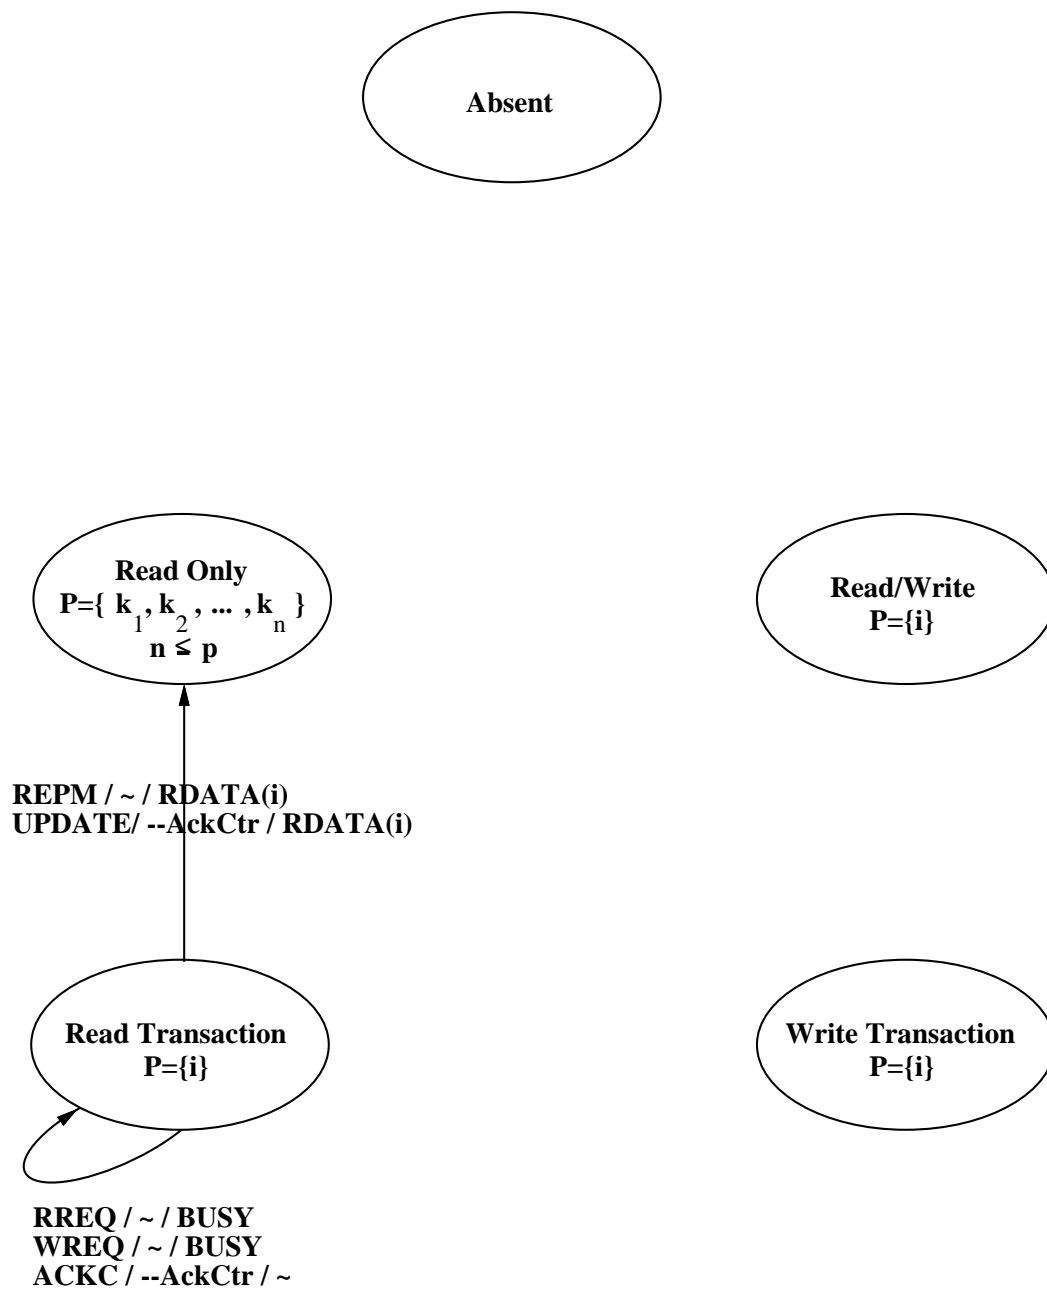 Absent
Read Only
P={ k1, k2 , ... ,kn }
n ≤ p
Read/Write
P={i}
REPM / ~ / RDATA(i)
UPDATE/ --AckCtr / RDATA(i)
Read Transaction
P={i}
Write Transaction
P={i}
RREQ / ~ / BUSY
WREQ / ~ / BUSY
ACKC / --AckCtr / ~